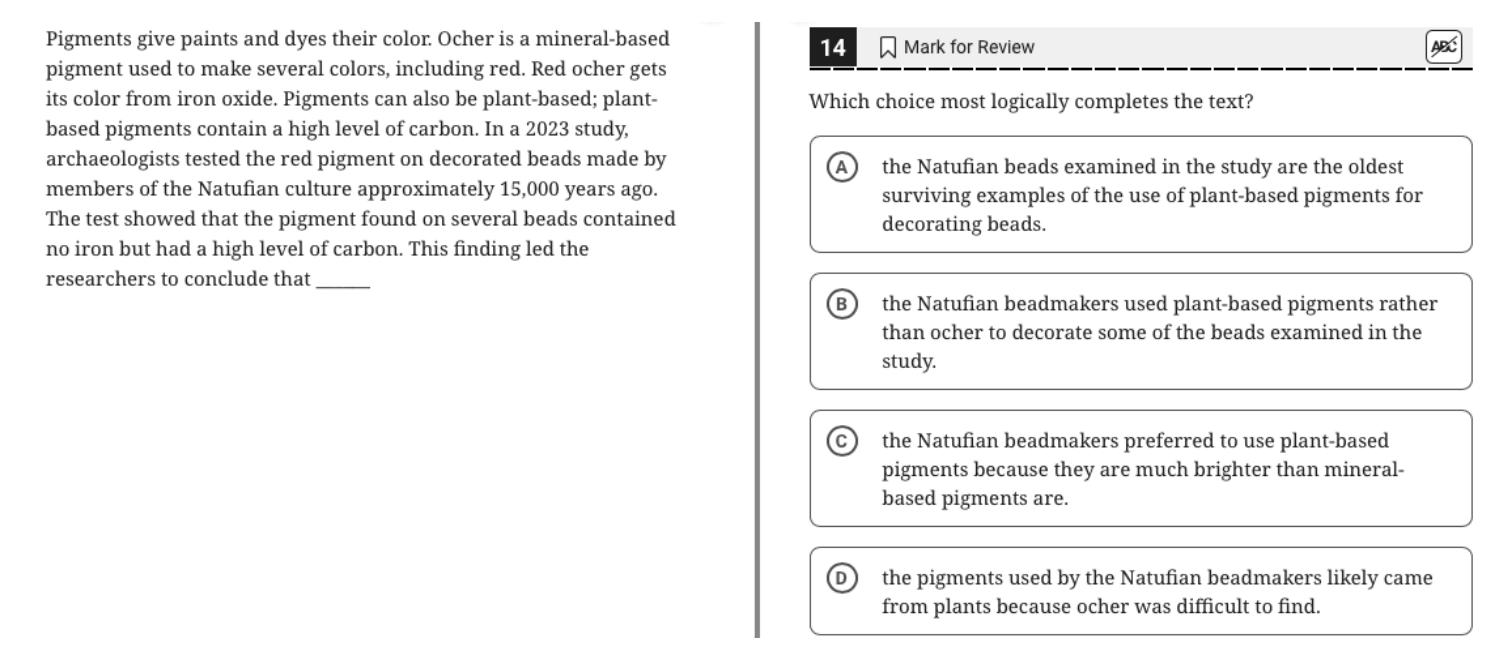 Pigments give paints and dyes their color. Ocher is a mineral-based
pigment used to make several colors, including red. Red ocher gets
its color from iron oxide. Pigments can also be plant-based; plant-
based pigments contain a high level of carbon. In a 2023 study,
archaeologists tested the red pigment on decorated beads made by
members of the Natufian culture approximately 15,000 years ago.
The test showed that the pigment found on several beads contained
no iron but had a high level of carbon. This finding led the
researchers to conclude that ______
14 Mark for Review ABC
Which choice most logically completes the text?
A the Natufian beads examined in the study are the oldest
surviving examples of the use of plant-based pigments for
decorating beads.
B the Natufian beadmakers used plant-based pigments rather
than ocher to decorate some of the beads examined in the
study.
C the Natufian beadmakers preferred to use plant-based
pigments because they are much brighter than mineral-
based pigments are.
D the pigments used by the Natufian beadmakers likely came
from plants because ocher was difficult to find.